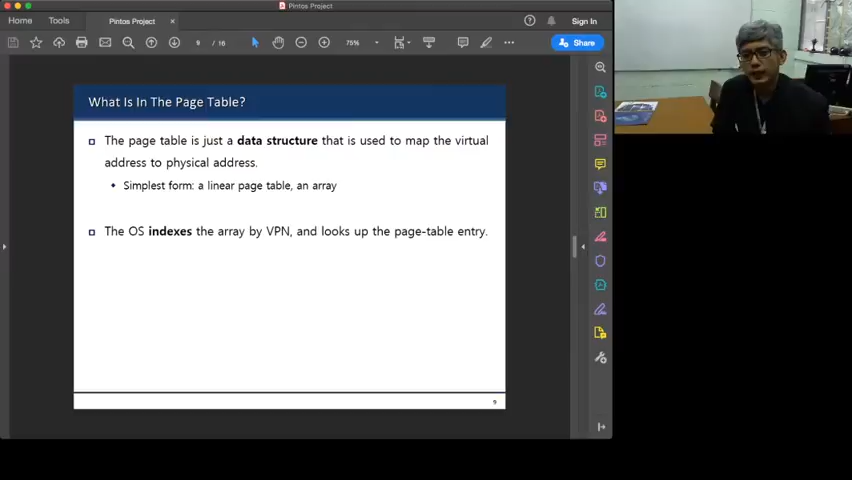 Pintos Project
Home
Tools
Pintos Project
×
Sign In
9 / 16
75%
Share
What Is In The Page Table?
The page table is just a data structure that is used to map the virtual
address to physical address.
Simplest form: a linear page table, an array
The OS indexes the array by VPN, and looks up the page-table entry.
9